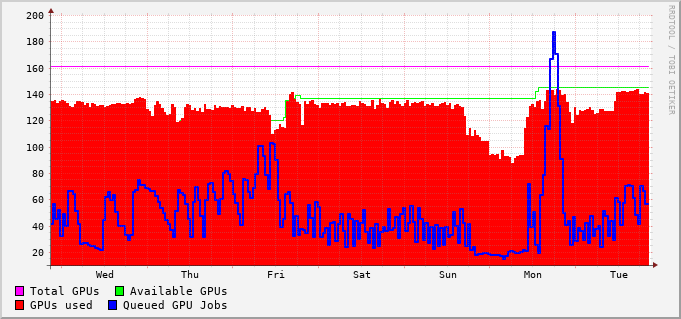 200
180
160
140
120
100
80
60
40
20
Wed Thu Fri Sat Sun Mon Tue
Total GPUs Available GPUs
GPUs used Queued GPU Jobs
RRDTOOL / TOBI OETIKER